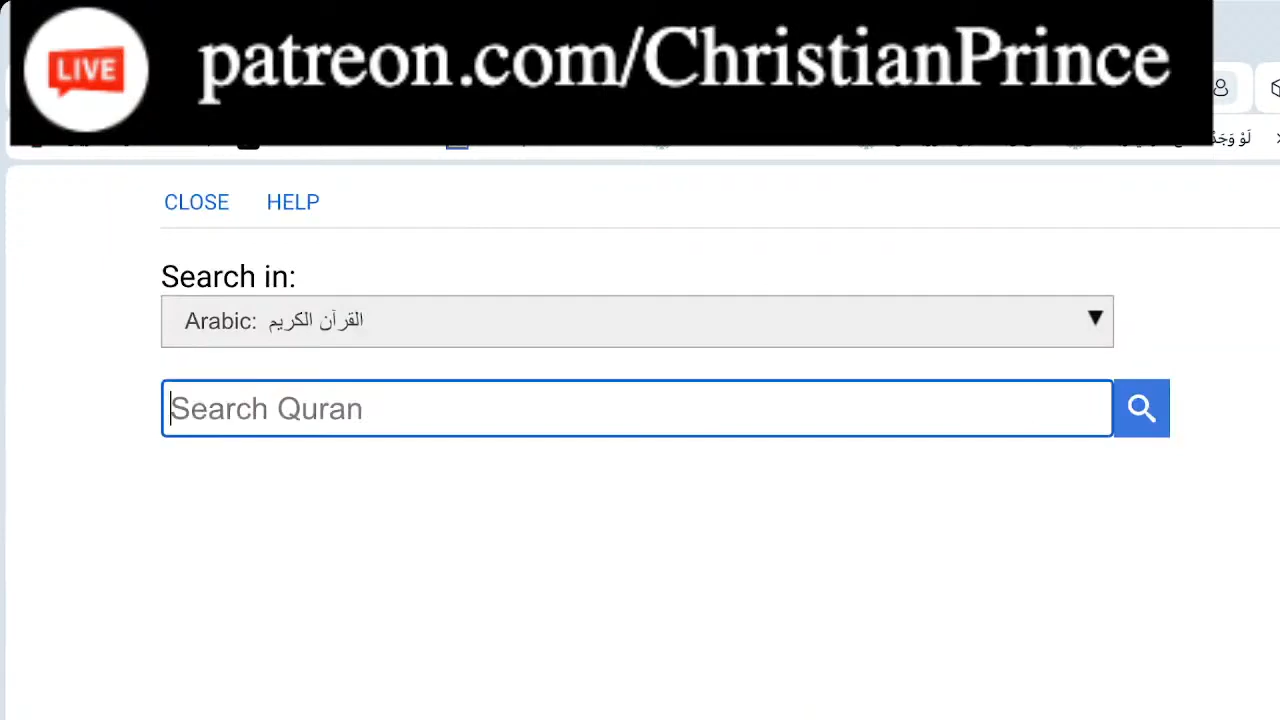 LIVE
patreon.com/ChristianPrince
CLOSE HELP
Search in:
Arabic: القرآن الكريم ▼
Search Quran